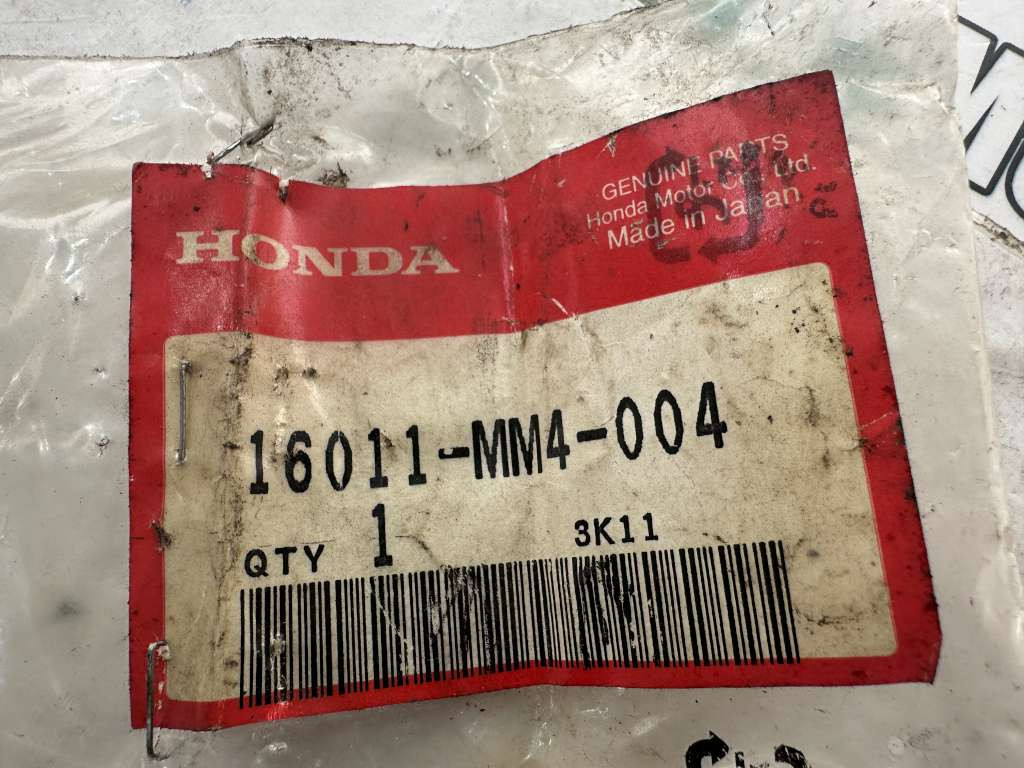 GENUINE PARTS
Honda Motor Co., Ltd.
Made in Japan
HONDA
16011-MM4-004
QTY 1 3K11